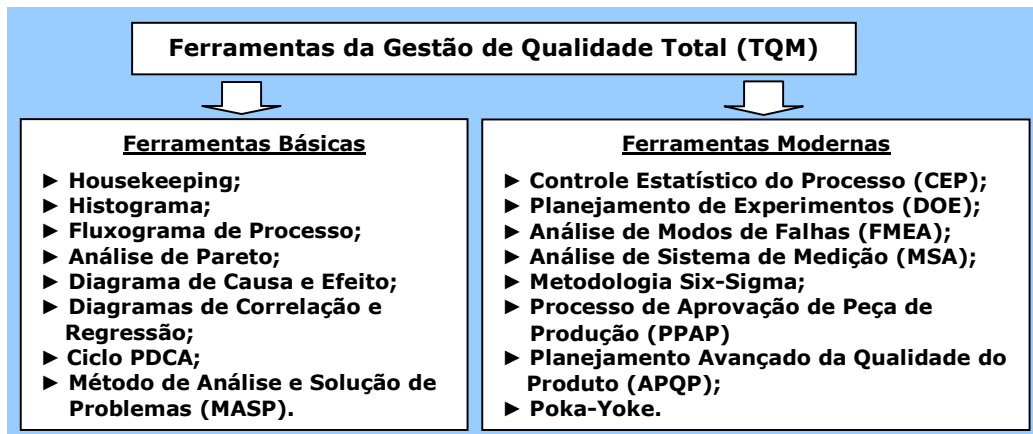 Ferramentas da Gestão de Qualidade Total (TQM)
Ferramentas Básicas
► Housekeeping;
► Histograma;
► Fluxograma de Processo;
► Análise de Pareto;
► Diagrama de Causa e Efeito;
► Diagramas de Correlação e
Regressão;
► Ciclo PDCA;
► Método de Análise e Solução de
Problemas (MASP).
Ferramentas Modernas
► Controle Estatístico do Processo (CEP);
► Planejamento de Experimentos (DOE);
► Análise de Modos de Falhas (FMEA);
► Análise de Sistema de Medição (MSA);
► Metodologia Six-Sigma;
► Processo de Aprovação de Peça de
Produção (PPAP)
► Planejamento Avançado da Qualidade do
Produto (APQP);
► Poka-Yoke.